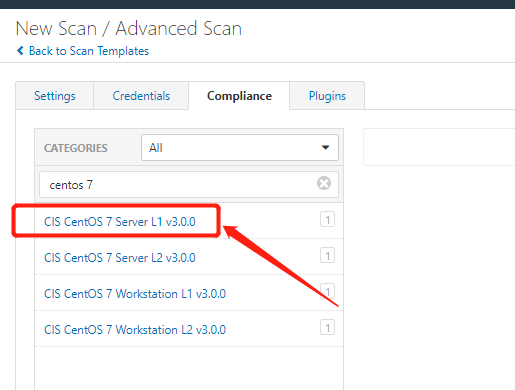 New Scan / Advanced Scan
Back to Scan Templates
Settings Credentials Compliance Plugins
CATEGORIES All
centos 7
CIS CentOS 7 Server L1 v3.0.0 1
CIS CentOS 7 Server L2 v3.0.0 1
CIS CentOS 7 Workstation L1 v3.0.0 1
CIS CentOS 7 Workstation L2 v3.0.0 1